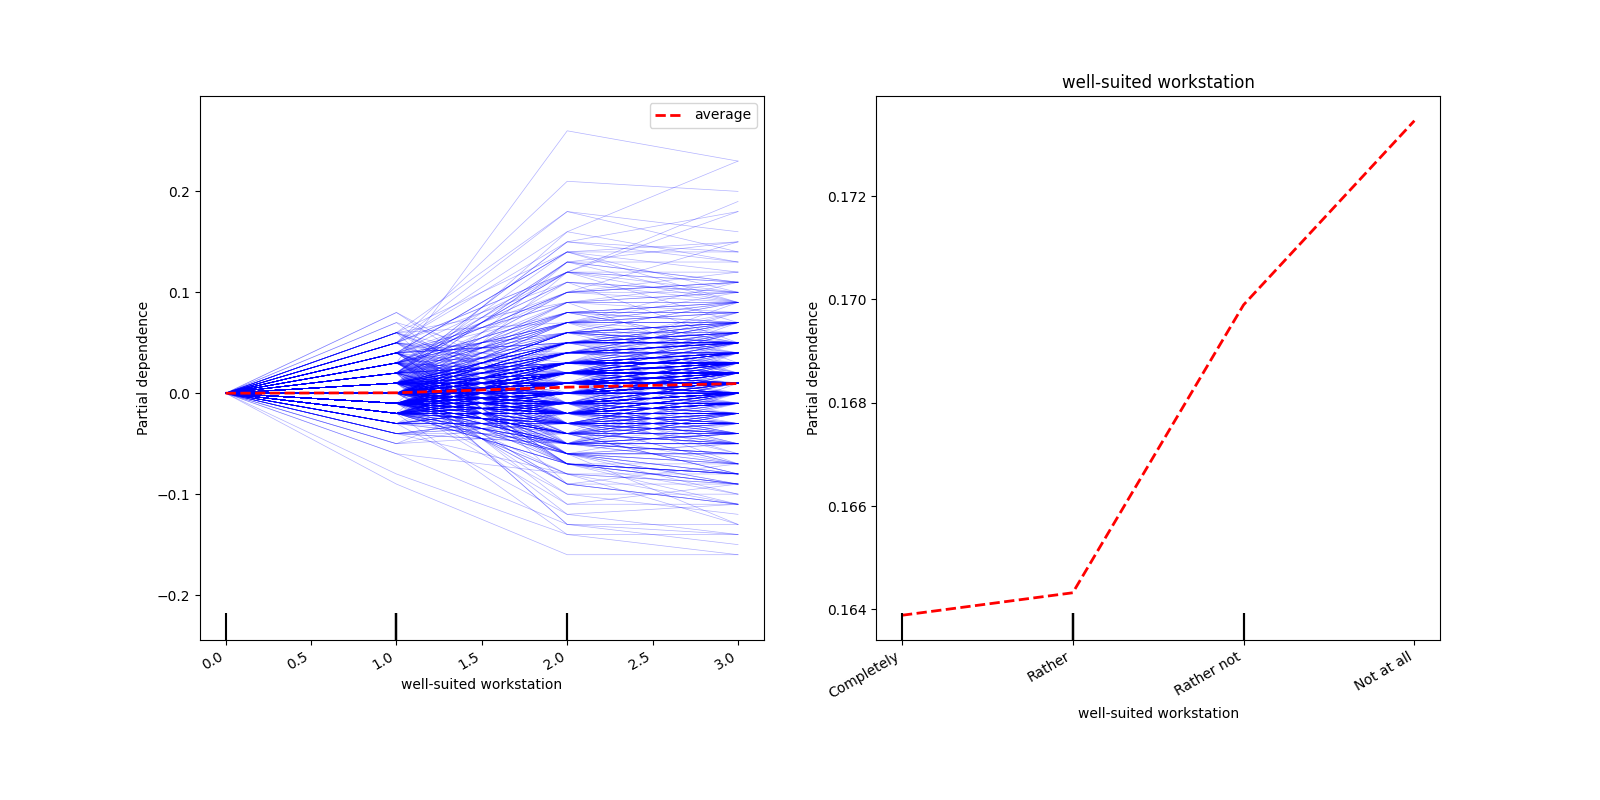 average
0.2
0.1
0.0
−0.1
−0.2
Partial dependence
0.0
0.5
1.0
1.5
2.0
2.5
3.0
well-suited workstation
well-suited workstation
0.172
0.170
0.168
0.166
0.164
Partial dependence
Completely
Rather
Rather not
Not at all
well-suited workstation